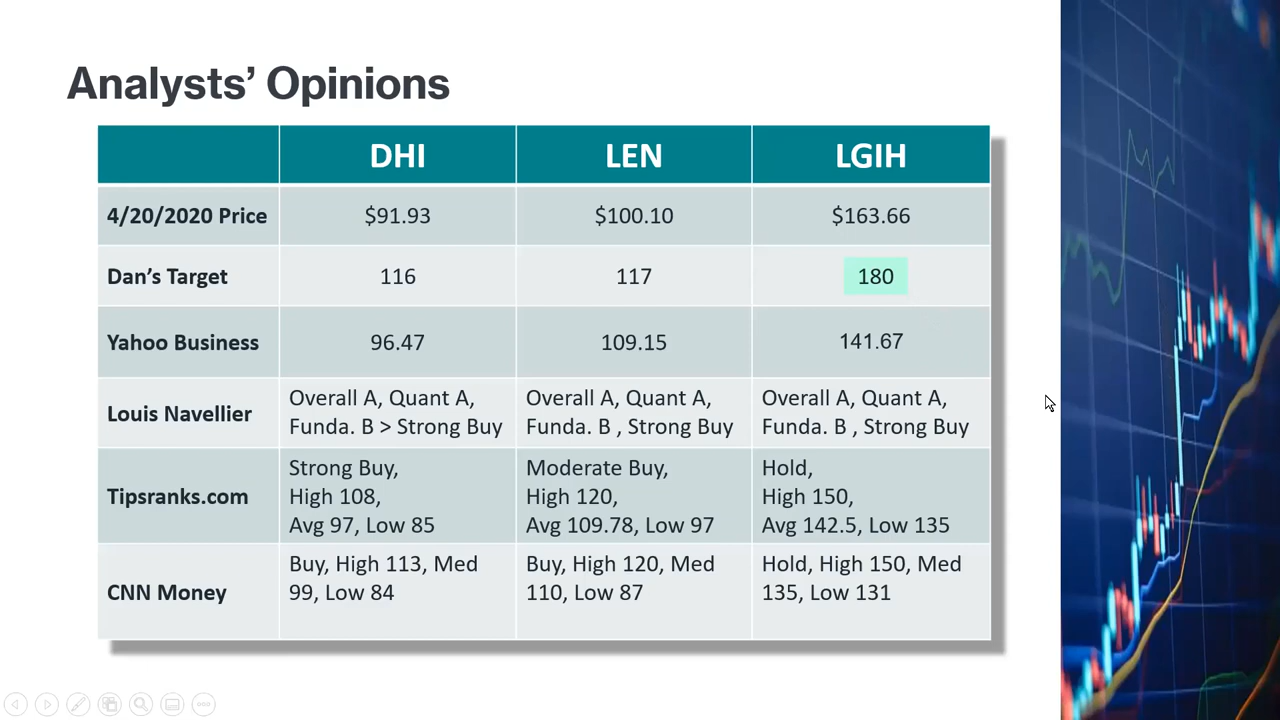 Analysts’ Opinions
DHI LEN LGIH
4/20/2020 Price $91.93 $100.10 $163.66
Dan’s Target 116 117 180
Yahoo Business 96.47 109.15 141.67
Louis Navellier
Overall A, Quant A,
Funda. B > Strong Buy
Overall A, Quant A,
Funda. B , Strong Buy
Overall A, Quant A,
Funda. B , Strong Buy
Tipsranks.com
Strong Buy,
High 108,
Avg 97, Low 85
Moderate Buy,
High 120,
Avg 109.78, Low 97
Hold,
High 150,
Avg 142.5, Low 135
CNN Money
Buy, High 113, Med
99, Low 84
Buy, High 120, Med
110, Low 87
Hold, High 150, Med
135, Low 131